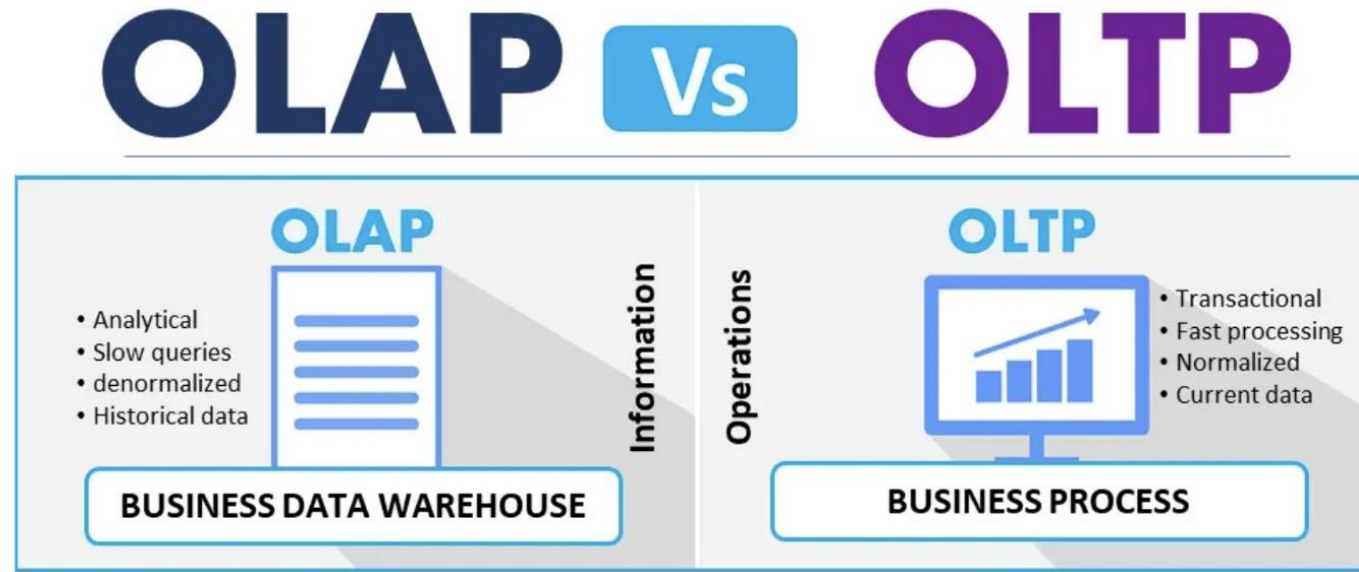 OLAP Vs OLTP
OLAP
• Analytical
• Slow queries
• denormalized
• Historical data
Information
BUSINESS DATA WAREHOUSE
Operations
OLTP
• Transactional
• Fast processing
• Normalized
• Current data
BUSINESS PROCESS